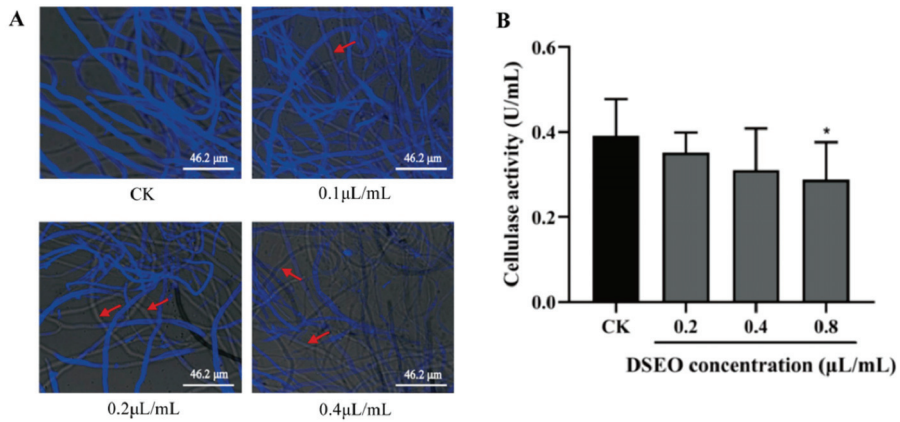 A
46.2 µm
46.2 µm
CK
0.1µL/mL
46.2 µm
46.2 µm
0.2µL/mL
0.4µL/mL
B
Cellulase activity (U/mL)
0.6
0.4
0.2
0.0
*
CK
0.2
0.4
0.8
DSEO concentration (µL/mL)